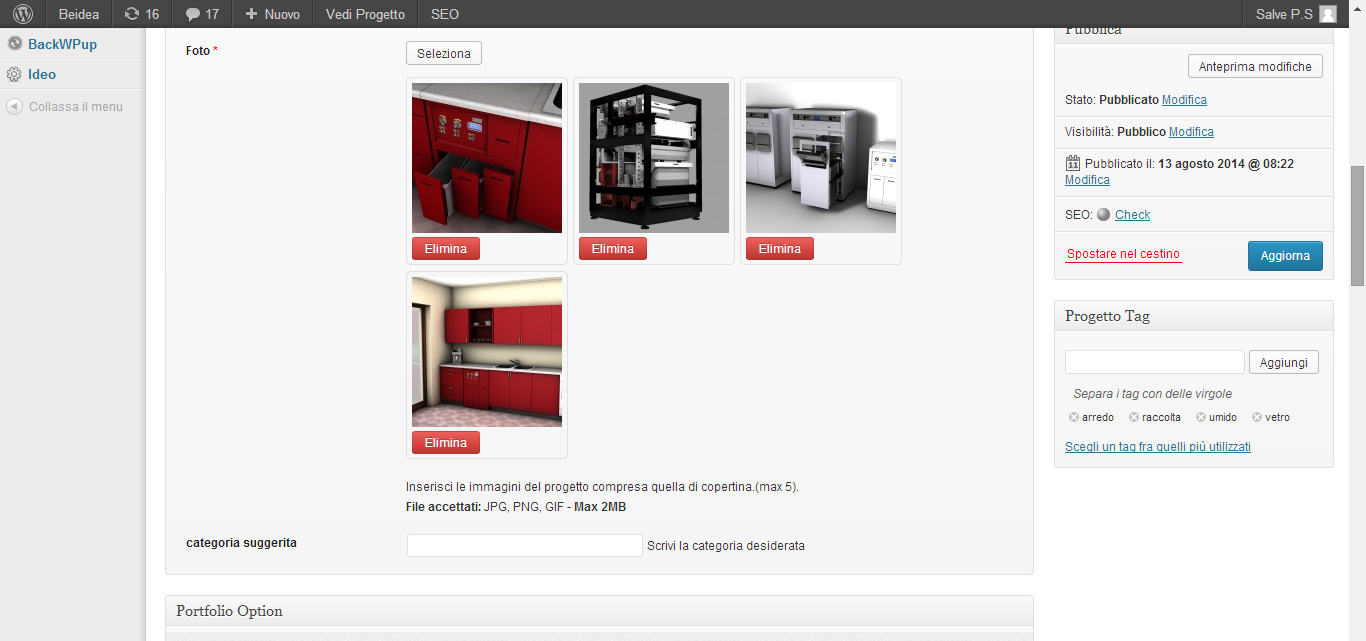 Beidea 16 17 Nuovo Vedi Progetto SEO Salve P.S
BackWPup
Ideo
Collassa il menu
Foto *
Seleziona
Elimina Elimina Elimina
Elimina
Inserisci le immagini del progetto compresa quella di copertina.(max 5).
File accettati: JPG, PNG, GIF - Max 2MB
categoria suggerita
Scrivi la categoria desiderata
Portfolio Option
Pubblica
Anteprima modifiche
Stato: Pubblicato Modifica
Visibilità: Pubblico Modifica
11 Pubblicato il: 13 agosto 2014 @ 08:22
Modifica
SEO: Check
Spostare nel cestino Aggiorna
Progetto Tag
Aggiungi
Separa i tag con delle virgole
arredo raccolta umido vetro
Scegli un tag fra quelli più utilizzati